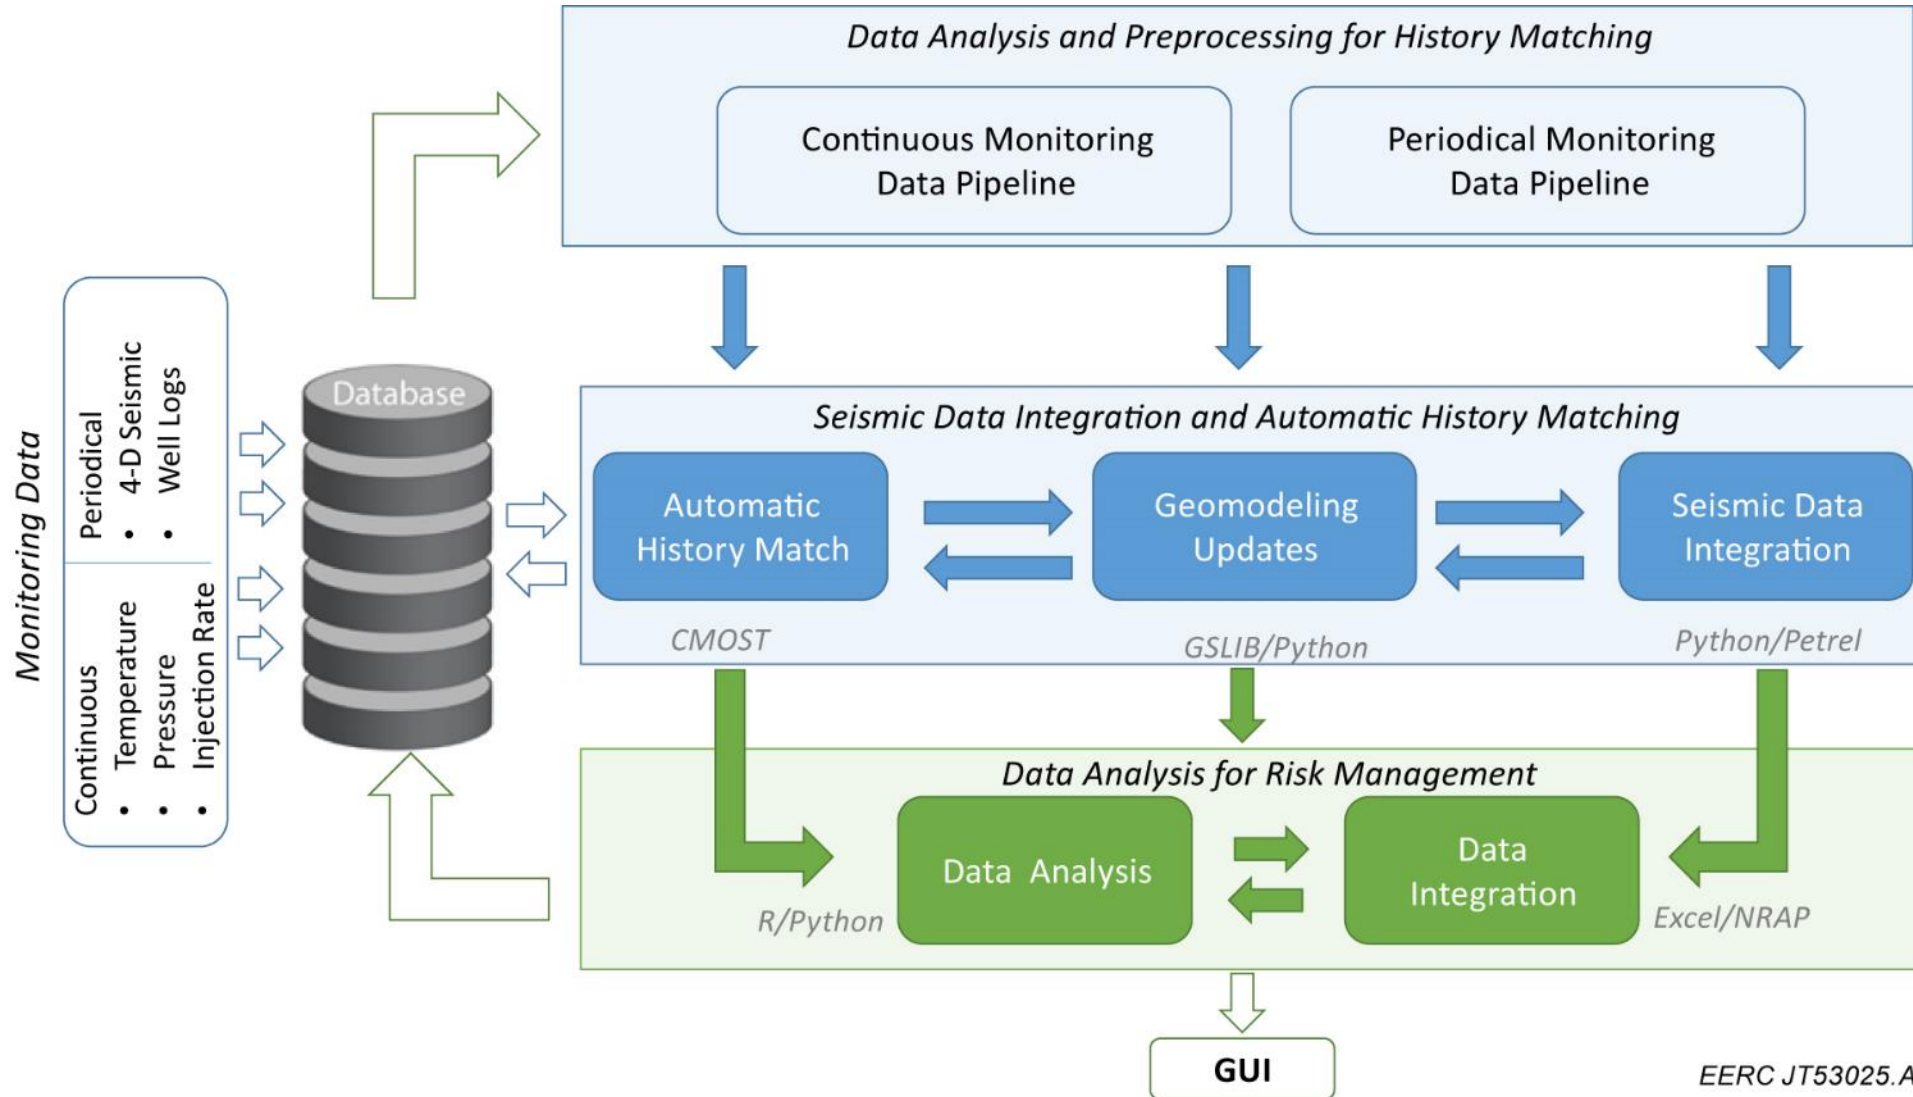 Data Analysis and Preprocessing for History Matching
Continuous Monitoring
Data Pipeline
Periodical Monitoring
Data Pipeline
Monitoring Data
Periodical
• 4-D Seismic
• Well Logs
Continuous
• Temperature
• Pressure
• Injection Rate
Database
Seismic Data Integration and Automatic History Matching
Automatic
History Match
Geomodeling
Updates
Seismic Data
Integration
CMOST
GSLIB/Python
Python/Petrel
Data Analysis for Risk Management
Data Analysis
Data
Integration
R/Python
Excel/NRAP
GUI
EERC JT53025.A